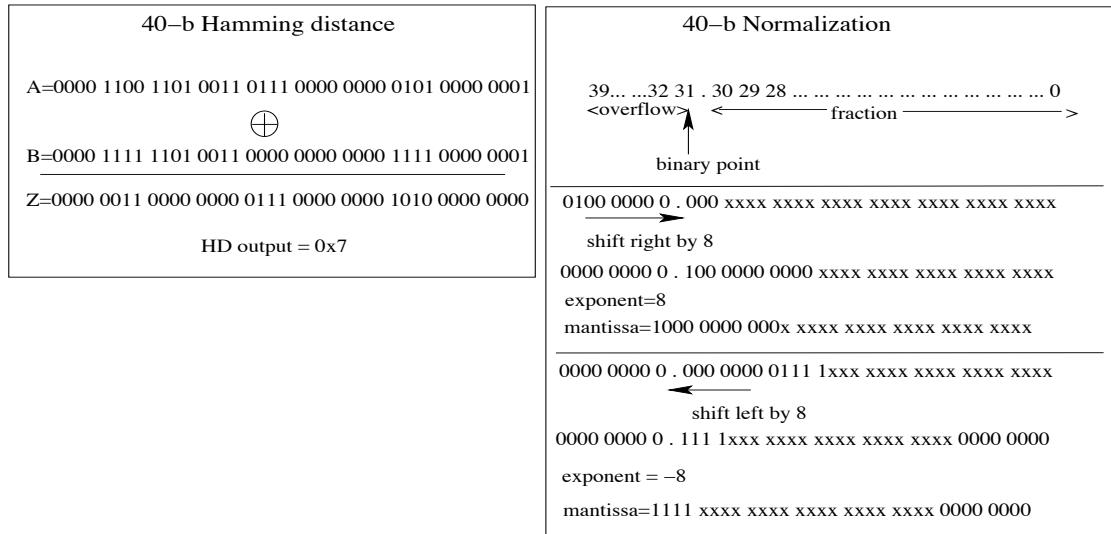 40−b Hamming distance
A=0000 1100 1101 0011 0111 0000 0000 0101 0000 0001
B=0000 1111 1101 0011 0000 0000 0000 1111 0000 0001
Z=0000 0011 0000 0000 0111 0000 0000 1010 0000 0000
HD output = 0x7
40−b Normalization
39... ...32 31 . 30 29 28 ... ... ... ... ... ... ... ... ... ... ... ... 0
<overflow> < fraction >
binary point
0100 0000 0 . 000 xxxx xxxx xxxx xxxx xxxx xxxx xxxx
shift right by 8
0000 0000 0 . 100 0000 0000 xxxx xxxx xxxx xxxx xxxx
exponent=8
mantissa=1000 0000 000x xxxx xxxx xxxx xxxx xxxx
0000 0000 0 . 000 0000 0111 1xxx xxxx xxxx xxxx xxxx
shift left by 8
0000 0000 0 . 111 1xxx xxxx xxxx xxxx xxxx 0000 0000
exponent = −8
mantissa=1111 xxxx xxxx xxxx xxxx xxxx 0000 0000